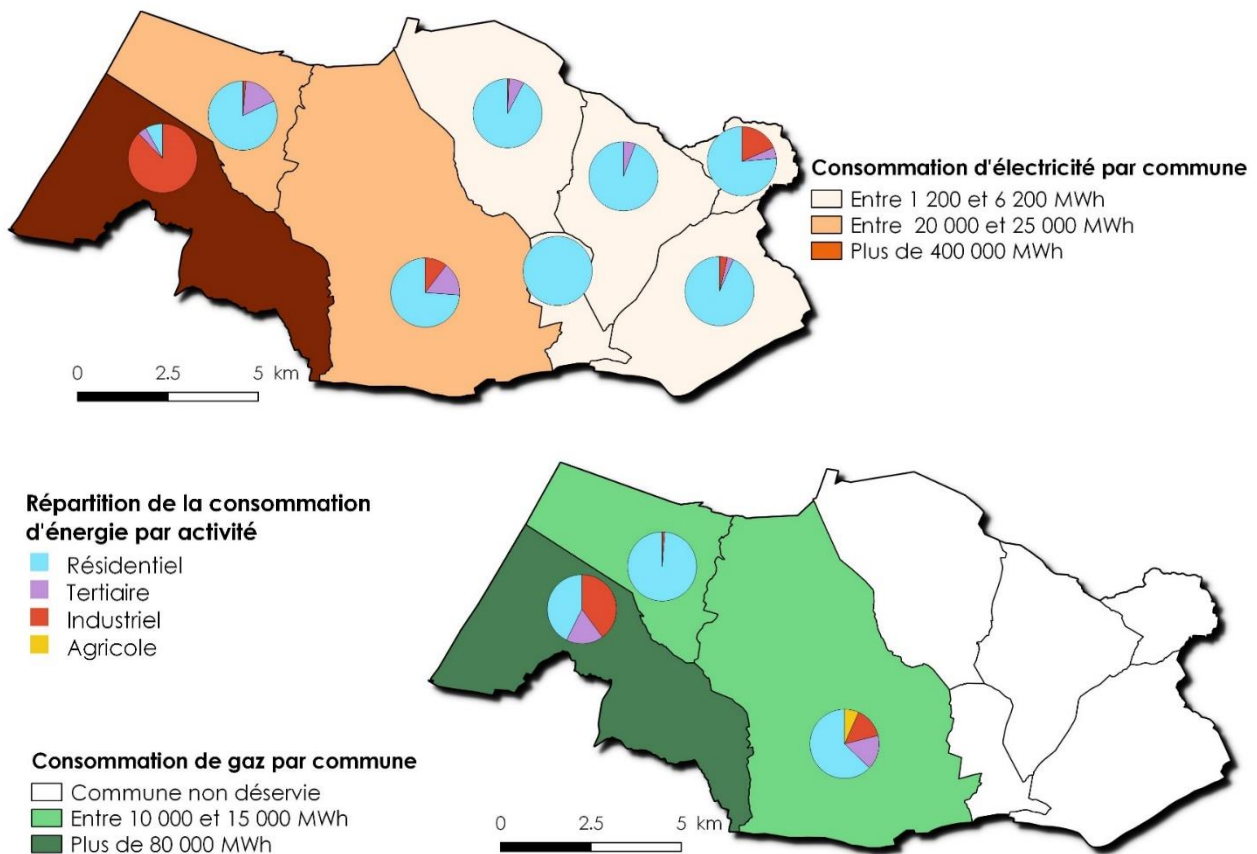 Consommation d'électricité par commune
Entre 1 200 et 6 200 MWh
Entre 20 000 et 25 000 MWh
Plus de 400 000 MWh
0 2.5 5 km
Répartition de la consommation
d'énergie par activité
Résidentiel
Tertiaire
Industriel
Agricole
Consommation de gaz par commune
Commune non déservie
Entre 10 000 et 15 000 MWh
Plus de 80 000 MWh
0 2.5 5 km